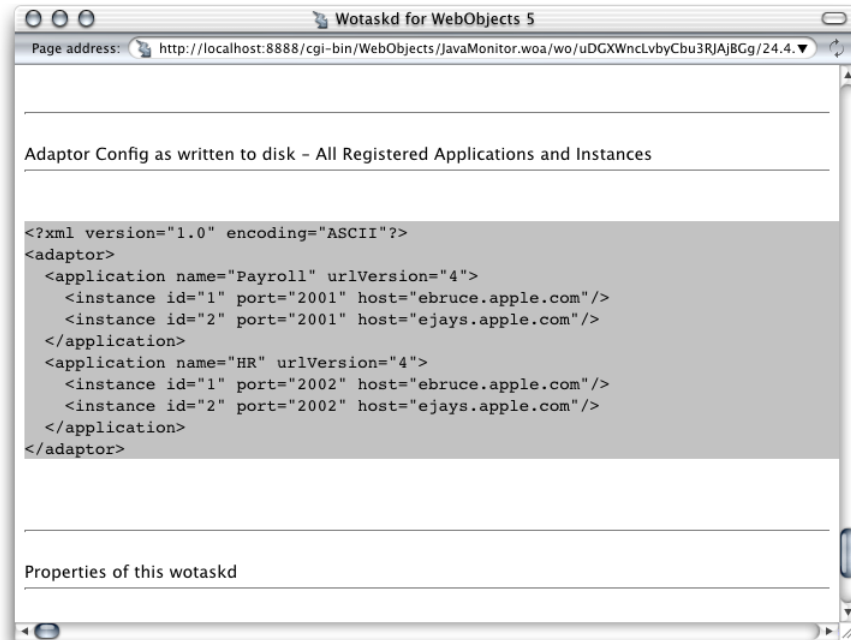 Wotaskd for WebObjects 5
Page address: http://localhost:8888/cgi-bin/WebObjects/JavaMonitor.woa/wo/uDGXWncLvbyCbu3RJAjBGg/24.4.
Adaptor Config as written to disk – All Registered Applications and Instances
<?xml version="1.0" encoding="ASCII"?>
<adaptor>
  <application name="Payroll" urlVersion="4">
    <instance id="1" port="2001" host="ebruce.apple.com"/>
    <instance id="2" port="2001" host="ejays.apple.com"/>
  </application>
  <application name="HR" urlVersion="4">
    <instance id="1" port="2002" host="ebruce.apple.com"/>
    <instance id="2" port="2002" host="ejays.apple.com"/>
  </application>
</adaptor>
Properties of this wotaskd